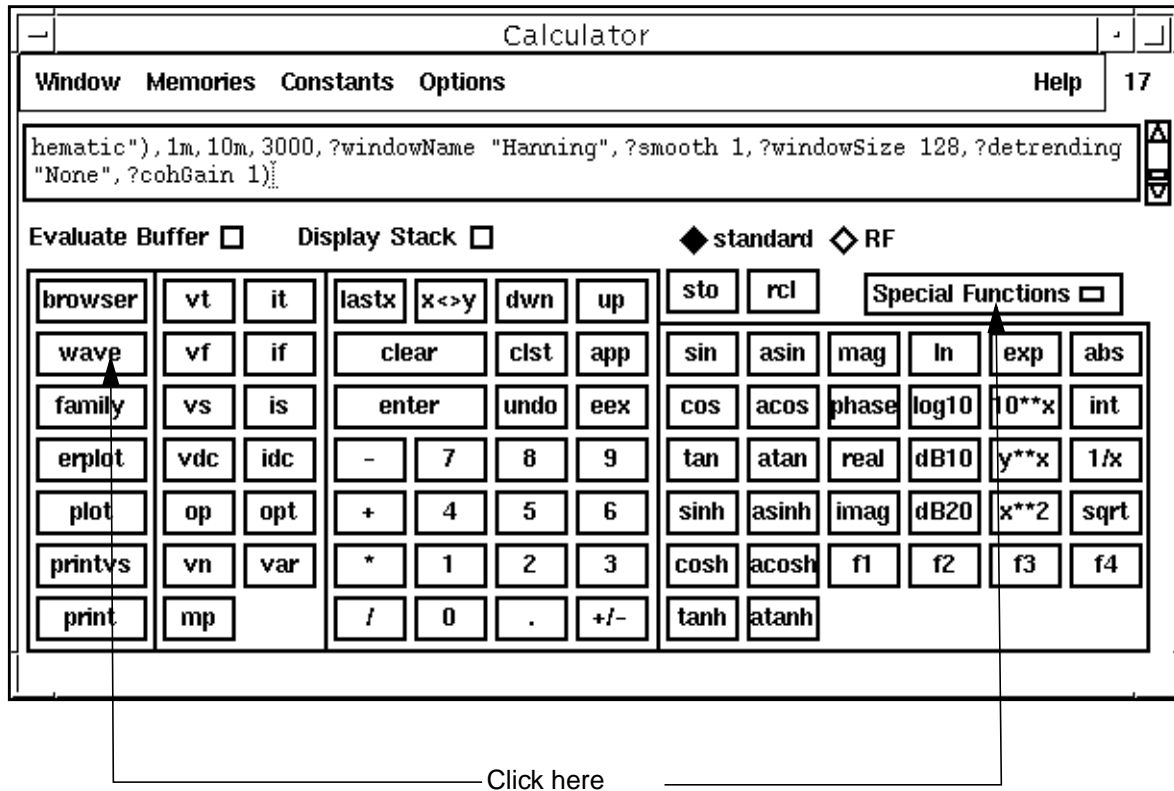 Calculator
Window Memories Constants Options Help 17
hematic"),1m,10m,3000,?windowName "Hanning",?smooth 1,?windowSize 128,?detrending
"None",?cohGain 1)
Evaluate Buffer Display Stack standard RF
browser vt it lastx x<>y dwn up sto rcl Special Functions
wave vf if clear clst app sin asin mag ln exp abs
family vs is enter undo eex cos acos phase log10 10**x int
erplot vdc idc - 7 8 9 tan atan real dB10 y**x 1/x
plot op opt + 4 5 6 sinh asinh imag dB20 x**2 sqrt
printvs vn var * 1 2 3 cosh acosh f1 f2 f3 f4
print mp / 0 . +/- tanh atanh
Click here